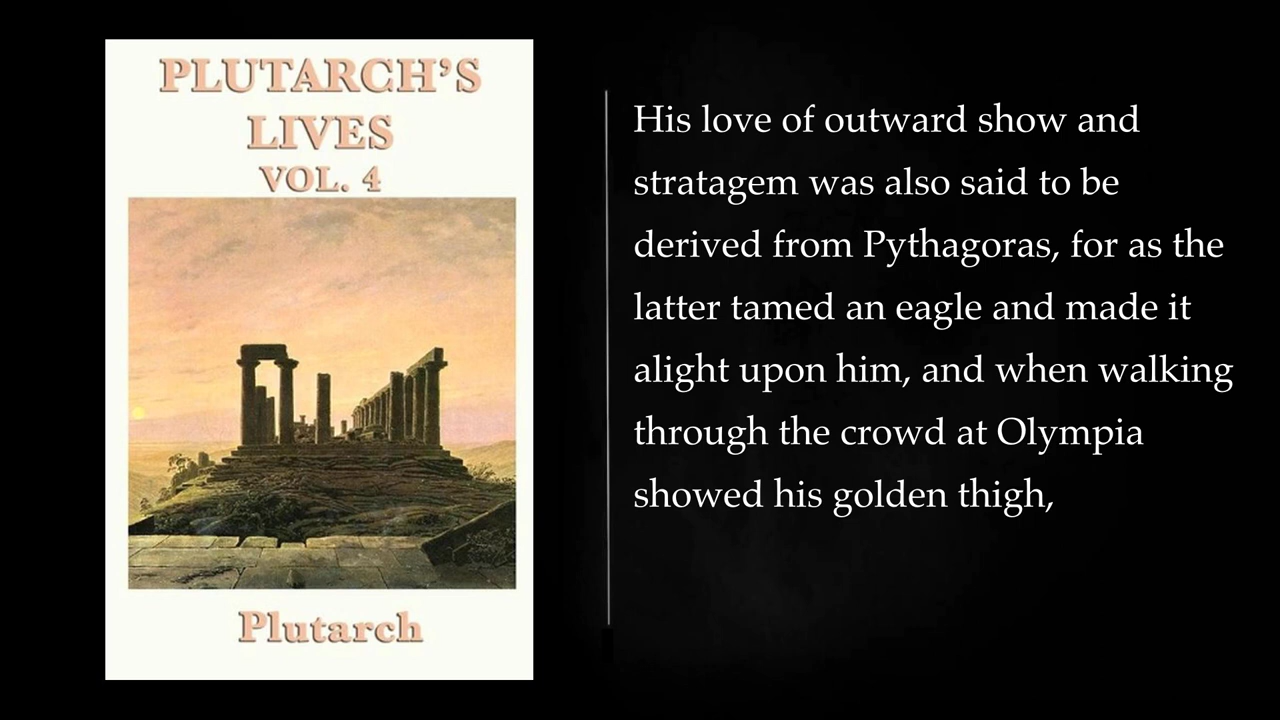 PLUTARCH'S
LIVES
VOL. 4
Plutarch
His love of outward show and
stratagem was also said to be
derived from Pythagoras, for as the
latter tamed an eagle and made it
alight upon him, and when walking
through the crowd at Olympia
showed his golden thigh,